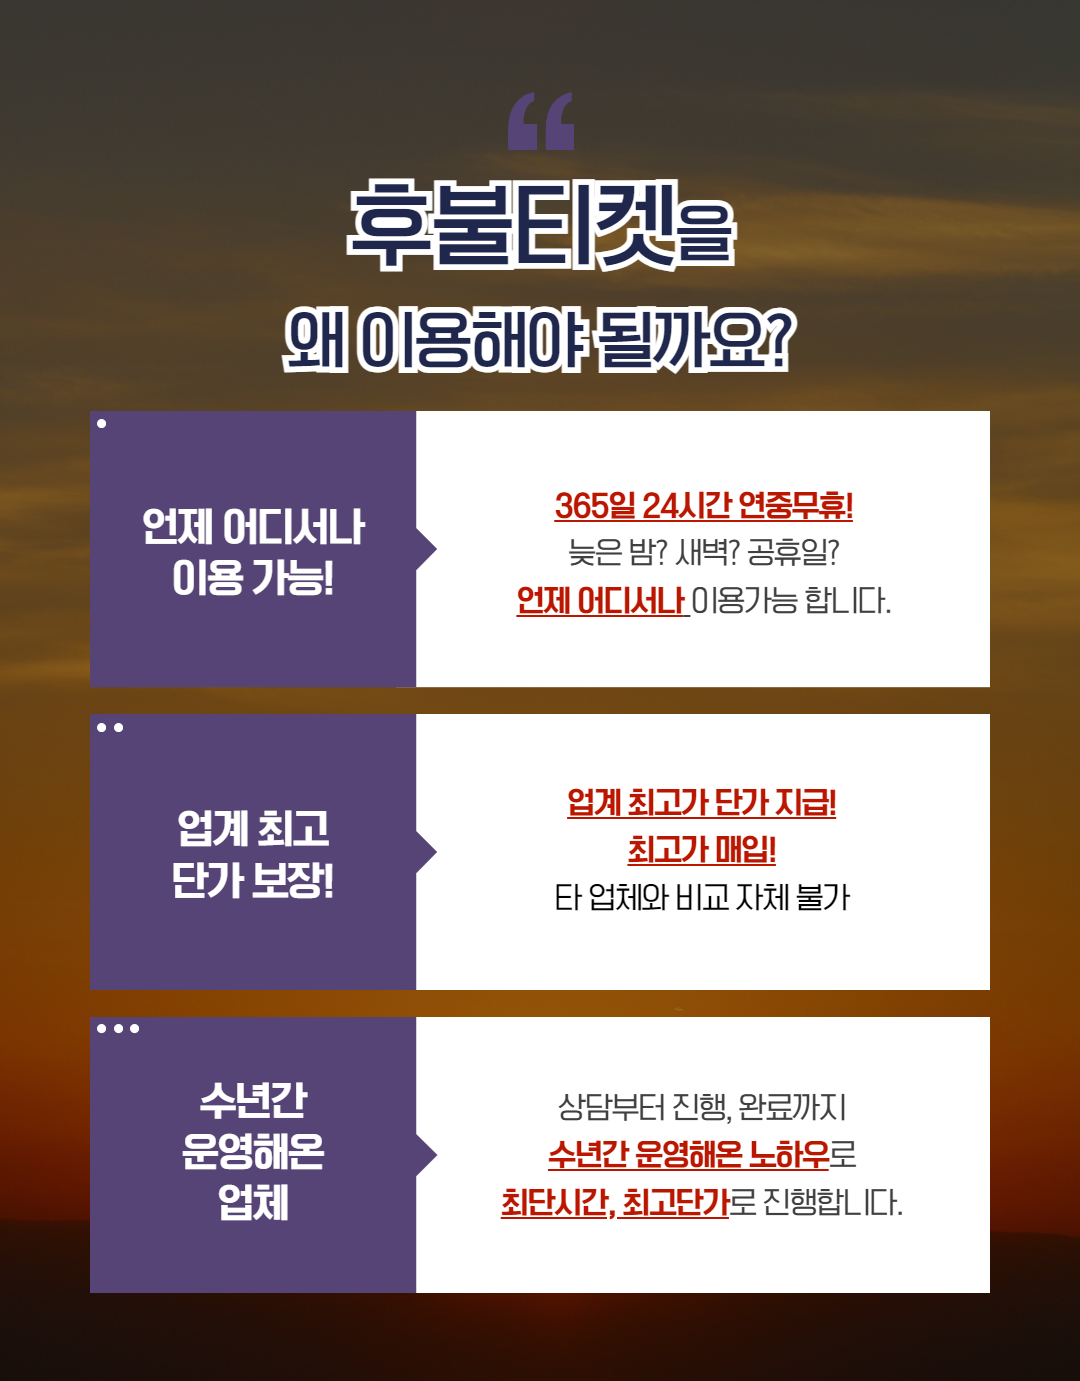 “
후불티켓을
왜 이용해야 될까요?
언제 어디서나
이용 가능!
365일 24시간 연중무휴!
늦은 밤? 새벽? 공휴일?
언제 어디서나 이용가능 합니다.
업계 최고
단가 보장!
업계 최고가 단가 지급!
최고가 매입!
타 업체와 비교 자체 불가
수년간
운영해온
업체
상담부터 진행, 완료까지
수년간 운영해온 노하우로
최단시간, 최고단가로 진행합니다.